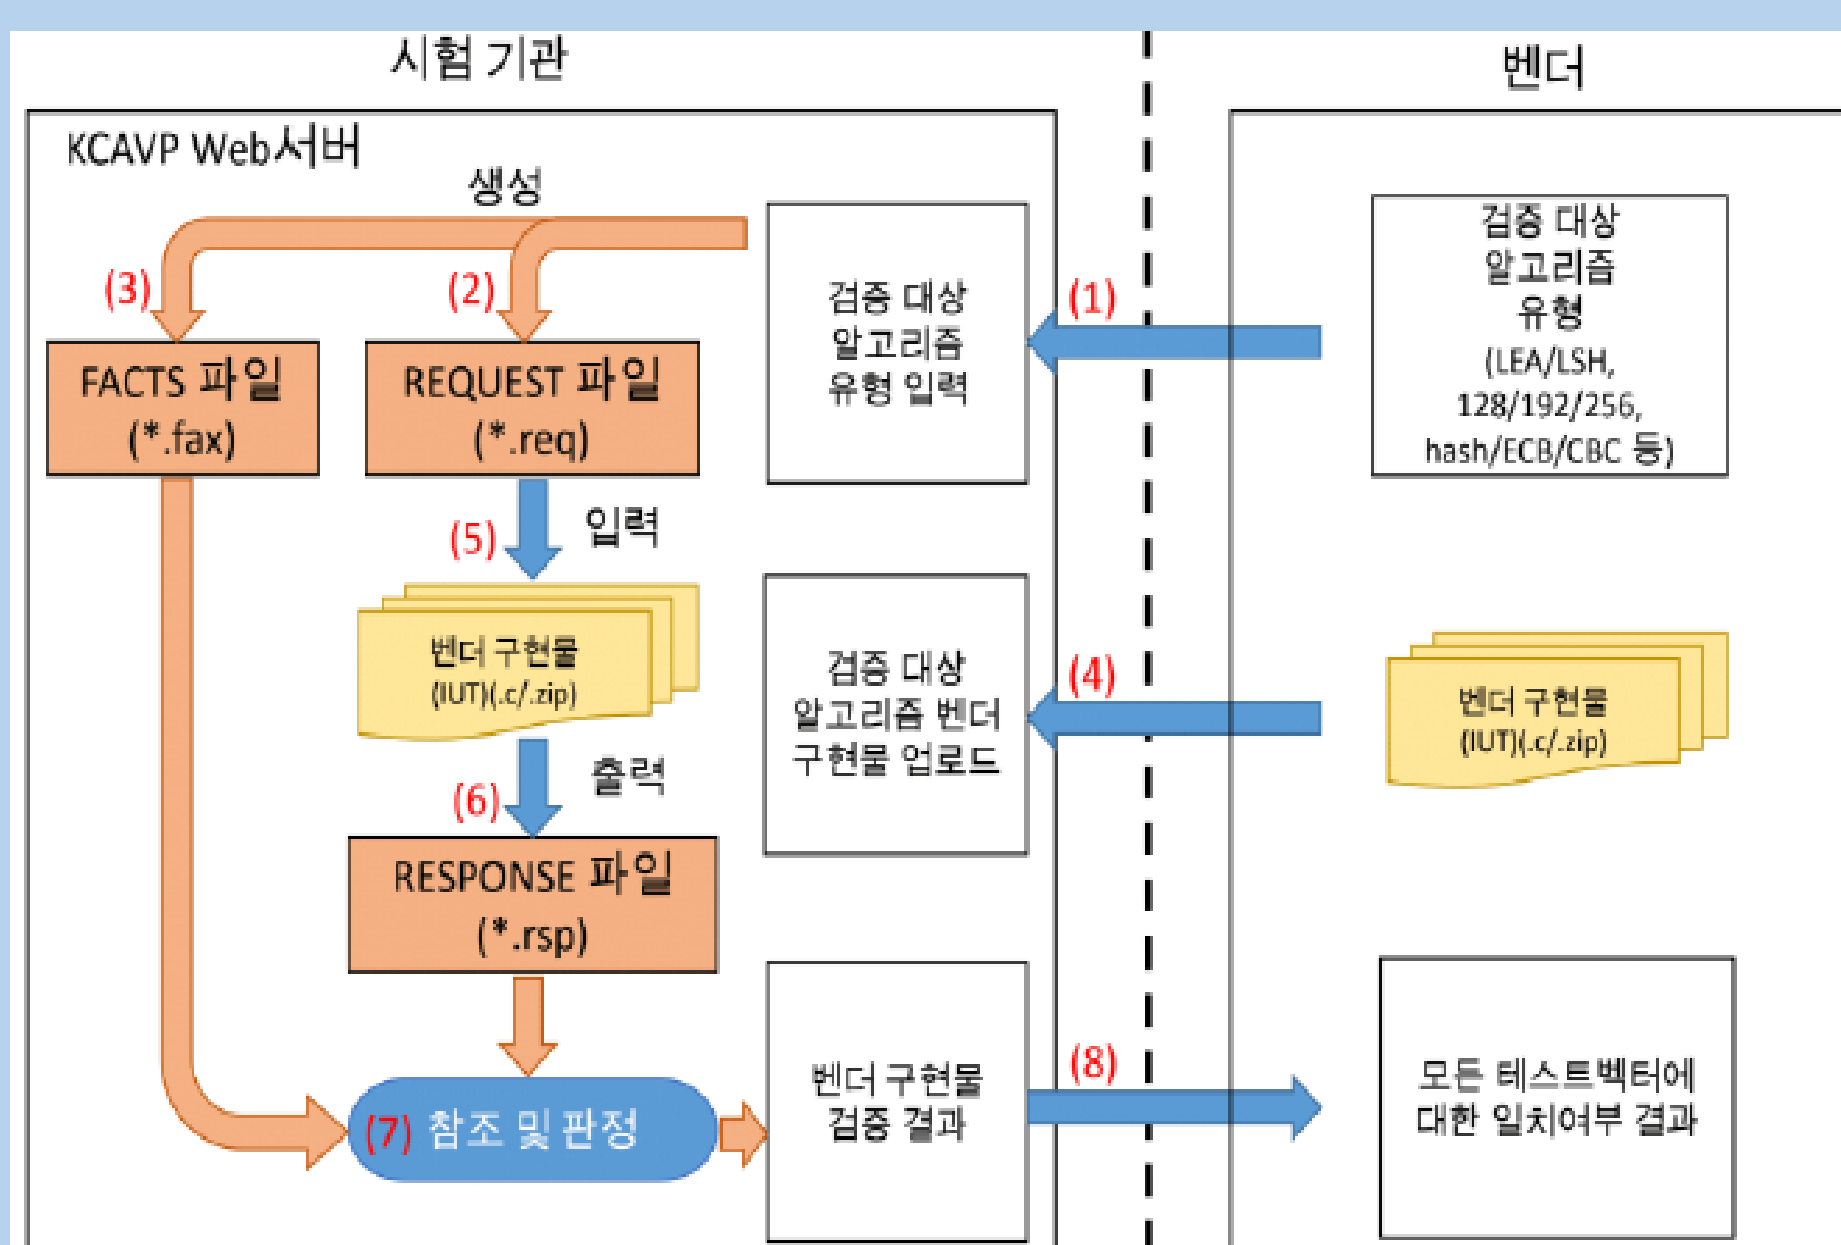 시험 기관
벤더
KCAVP Web서버
생성
(3)
(2)
(1)
검증 대상
알고리즘
유형 입력
검증 대상
알고리즘
유형
(LEA/LSH,
128/192/256,
hash/ECB/CBC 등)
FACTS 파일
(*.fax)
REQUEST 파일
(*.req)
(5)
입력
벤더 구현물
(IUT)(.c/.zip)
검증 대상
알고리즘 벤더
구현물 업로드
(4)
벤더 구현물
(IUT)(.c/.zip)
(6)
출력
RESPONSE 파일
(*.rsp)
(7) 참조 및 판정
벤더 구현물
검증 결과
(8)
모든 테스트벡터에
대한 일치여부 결과